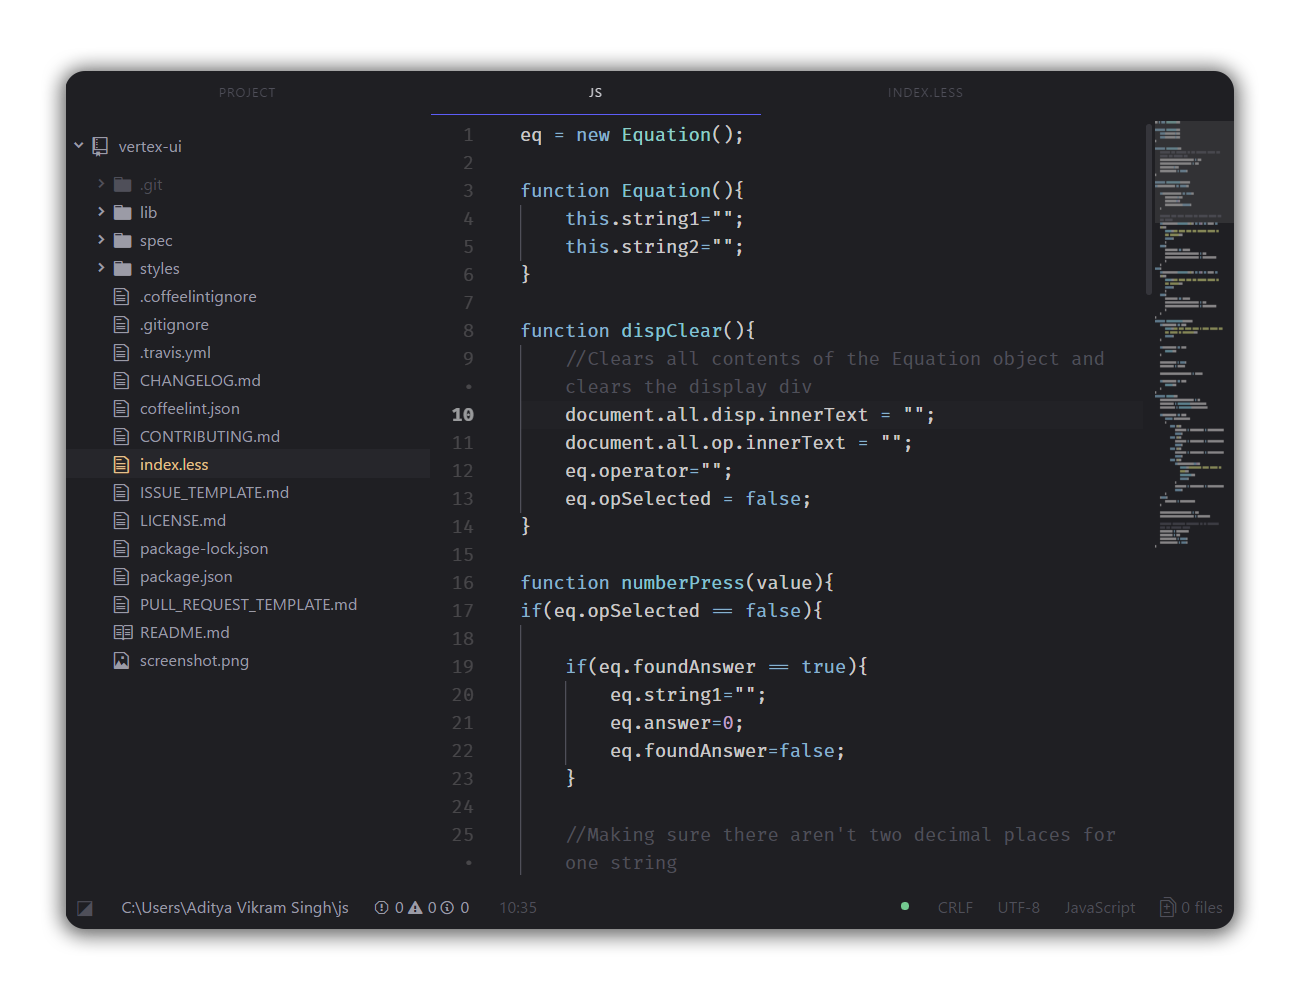 PROJECT
JS
INDEX.LESS
vertex-ui
.git
lib
spec
styles
.coffeelintignore
.gitignore
.travis.yml
CHANGELOG.md
coffeelint.json
CONTRIBUTING.md
index.less
ISSUE_TEMPLATE.md
LICENSE.md
package-lock.json
package.json
PULL_REQUEST_TEMPLATE.md
README.md
screenshot.png
1 eq = new Equation();
2
3 function Equation(){
4 this.string1="";
5 this.string2="";
6 }
7
8 function dispClear(){
9 //Clears all contents of the Equation object and
• clears the display div
10 document.all.disp.innerText = "";
11 document.all.op.innerText = "";
12 eq.operator="";
13 eq.opSelected = false;
14 }
15
16 function numberPress(value){
17 if(eq.opSelected == false){
18
19 if(eq.foundAnswer == true){
20 eq.string1="";
21 eq.answer=0;
22 eq.foundAnswer=false;
23 }
24
25 //Making sure there aren't two decimal places for
• one string
C:\Users\Aditya Vikram Singh\js 0 0 0 10:35 CRLF UTF-8 JavaScript 0 files